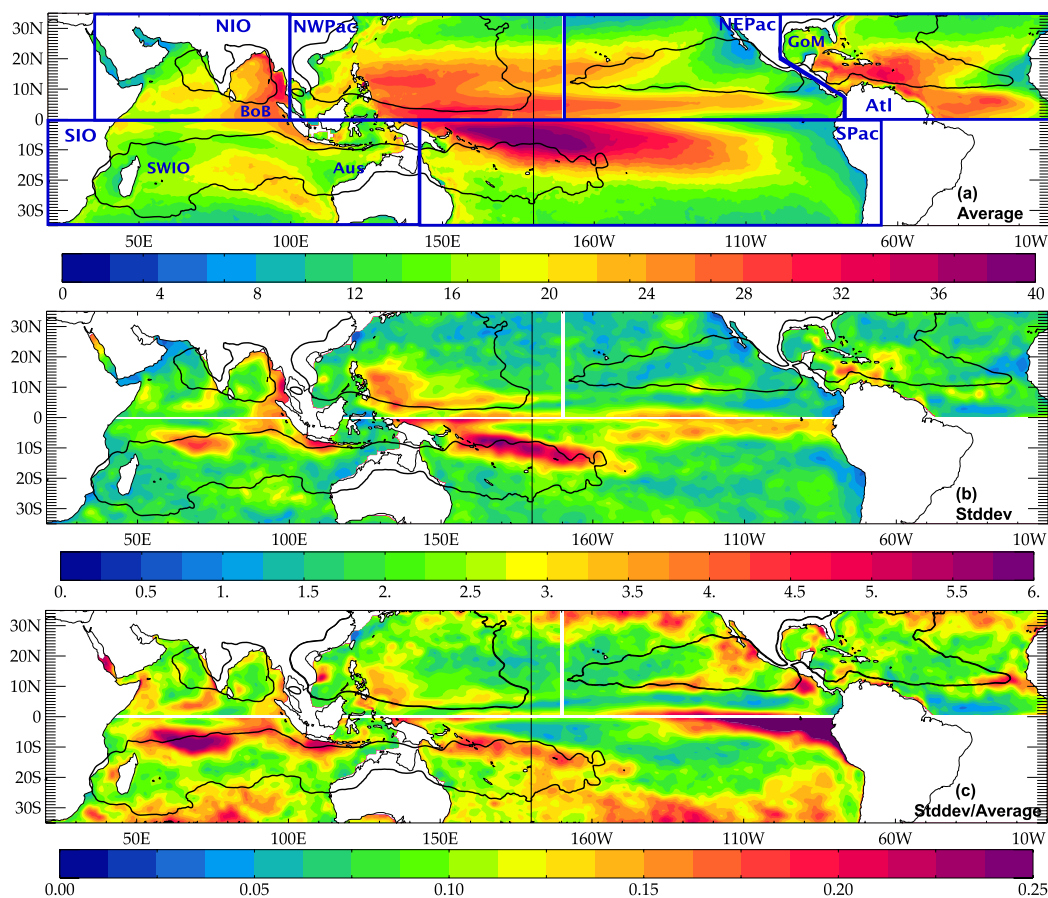 30N
20N
10N
0
10S
20S
30S
NIO
NWPac
NEPac
GoM
BoB
Atl
SIO
SPac
SWIO
Aus
(a)
Average
50E 100E 150E 160W 110W 60W 10W
0 4 8 12 16 20 24 28 32 36 40
30N
20N
10N
0
10S
20S
30S
(b)
Stddev
50E 100E 150E 160W 110W 60W 10W
0. 0.5 1. 1.5 2. 2.5 3. 3.5 4. 4.5 5. 5.5 6.
30N
20N
10N
0
10S
20S
30S
(c)
Stddev/Average
50E 100E 150E 160W 110W 60W 10W
0.00 0.05 0.10 0.15 0.20 0.25